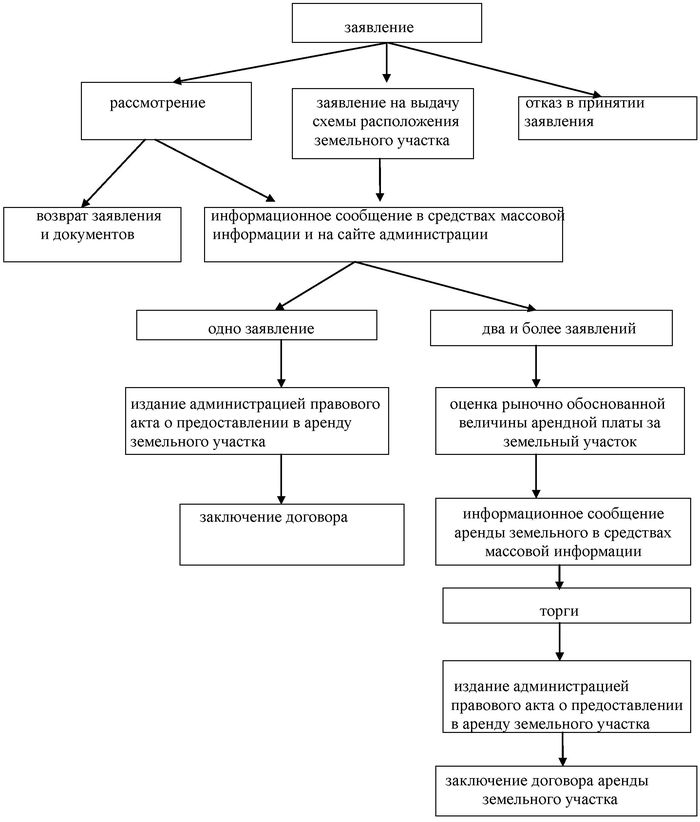 заявление
рассмотрение
заявление на выдачу
схемы расположения
земельного участка
отказ в принятии
заявления
возврат заявления
и документов
информационное сообщение в средствах массовой
информации и на сайте администрации
одно заявление
два и более заявлений
издание администрацией правового
акта о предоставлении в аренду
земельного участка
оценка рыночно обоснованной
величины арендной платы за
земельный участок
заключение договора
информационное сообщение
аренды земельного в средствах
массовой информации
торги
издание администрацией
правового акта о предоставлении
в аренду земельного участка
заключение договора аренды
земельного участка